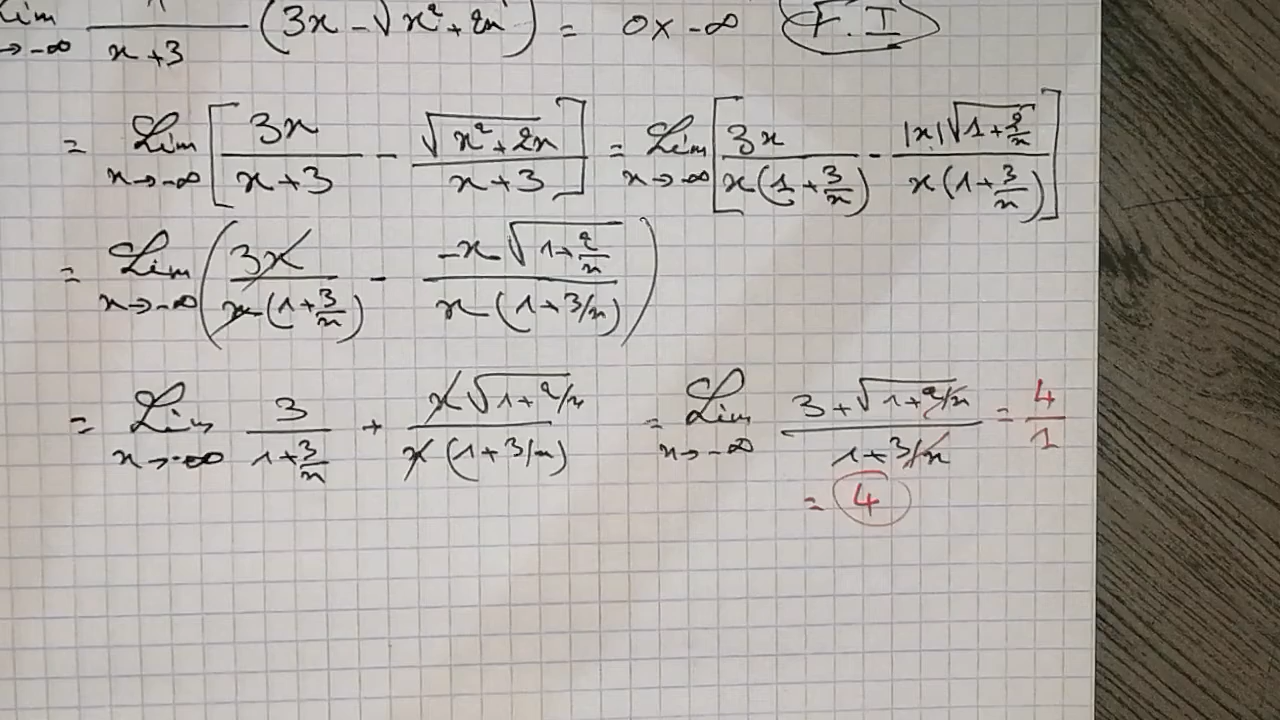 lim x→-∞ 1/(x+3) (3x - √(x²+2x)) = 0 × -∞ F.I
= Lim x→-∞ [3x/(x+3) - √(x²+2x)/(x+3)] = Lim x→-∞ [3x/(x(1+3/x)) - |x|√(1+2/x)/(x(1+3/x))]
= Lim x→-∞ (3x/(x(1+3/x)) - -x√(1+2/x)/(x(1+3/x)))
= Lim x→-∞ 3/(1+3/x) + x√(1+2/x)/(x(1+3/x)) = Lim x→-∞ (3+√(1+2/x))/(1+3/x) = 4/1
= 4